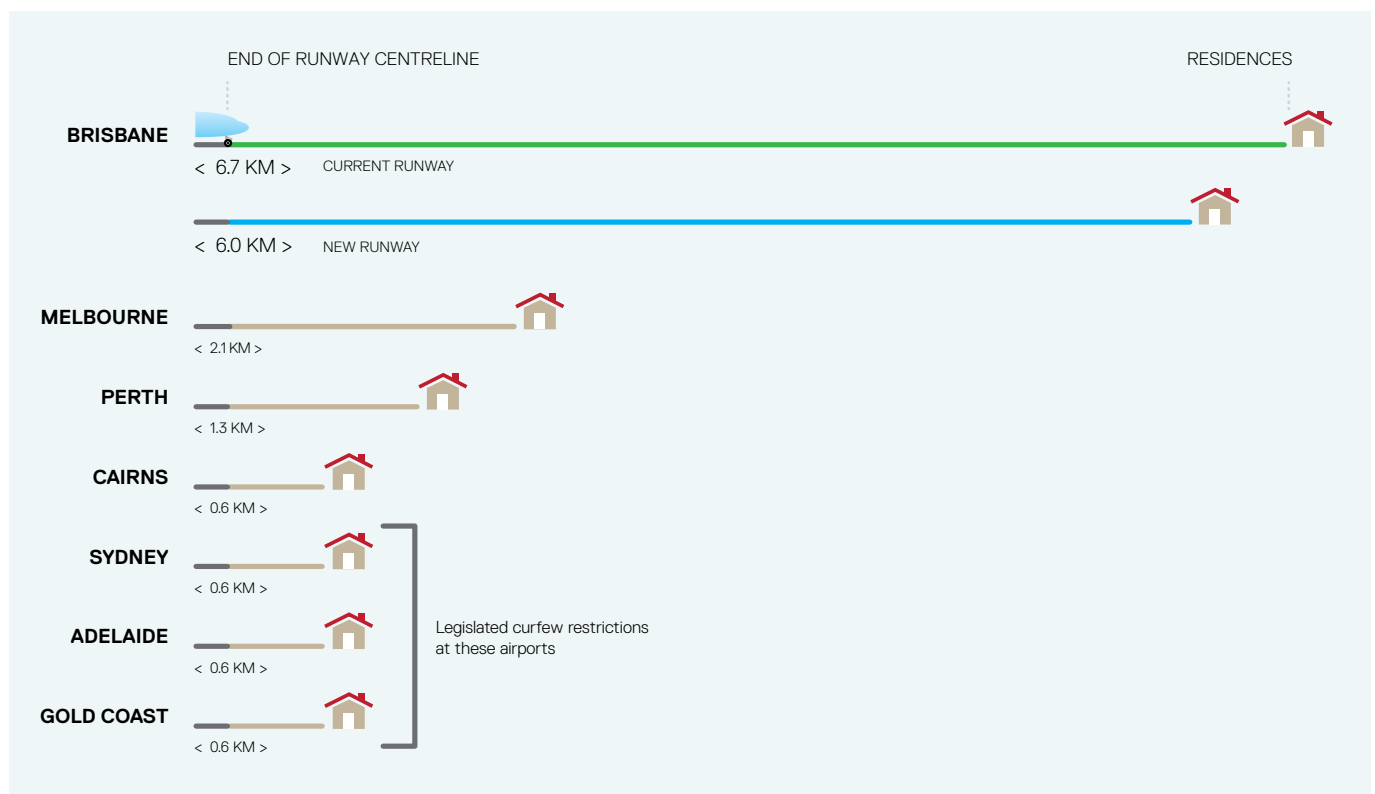 END OF RUNWAY CENTRELINE
RESIDENCES
BRISBANE
< 6.7 KM >
CURRENT RUNWAY
< 6.0 KM >
NEW RUNWAY
MELBOURNE
< 2.1 KM >
PERTH
< 1.3 KM >
CAIRNS
< 0.6 KM >
SYDNEY
< 0.6 KM >
ADELAIDE
< 0.6 KM >
Legislated curfew restrictions
at these airports
GOLD COAST
< 0.6 KM >